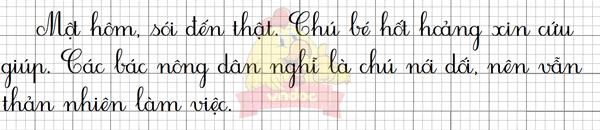 Một hôm, sói đến thật. Chú bé hốt hoảng xin cứu
giúp. Các bác nông dân nghĩ là chú nói dối, nên vẫn
thản nhiên làm việc.
vndoc